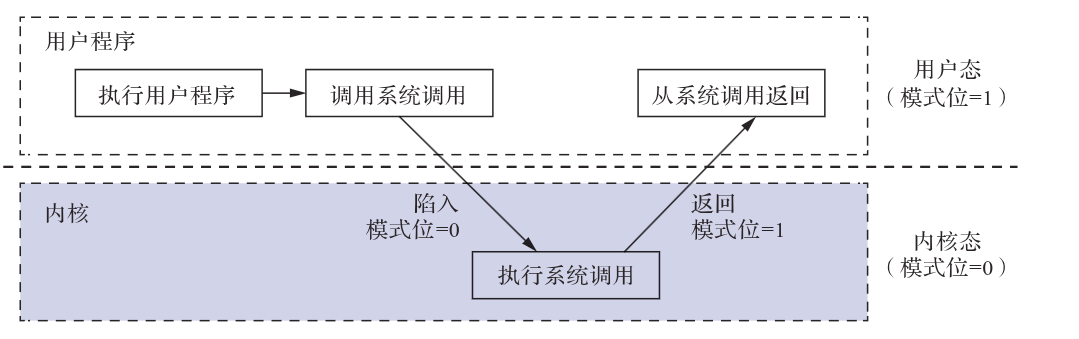 用户程序
执行用户程序
调用系统调用
从系统调用返回
用户态
（模式位=1）
内核
陷入
模式位=0
返回
模式位=1
执行系统调用
内核态
（模式位=0）